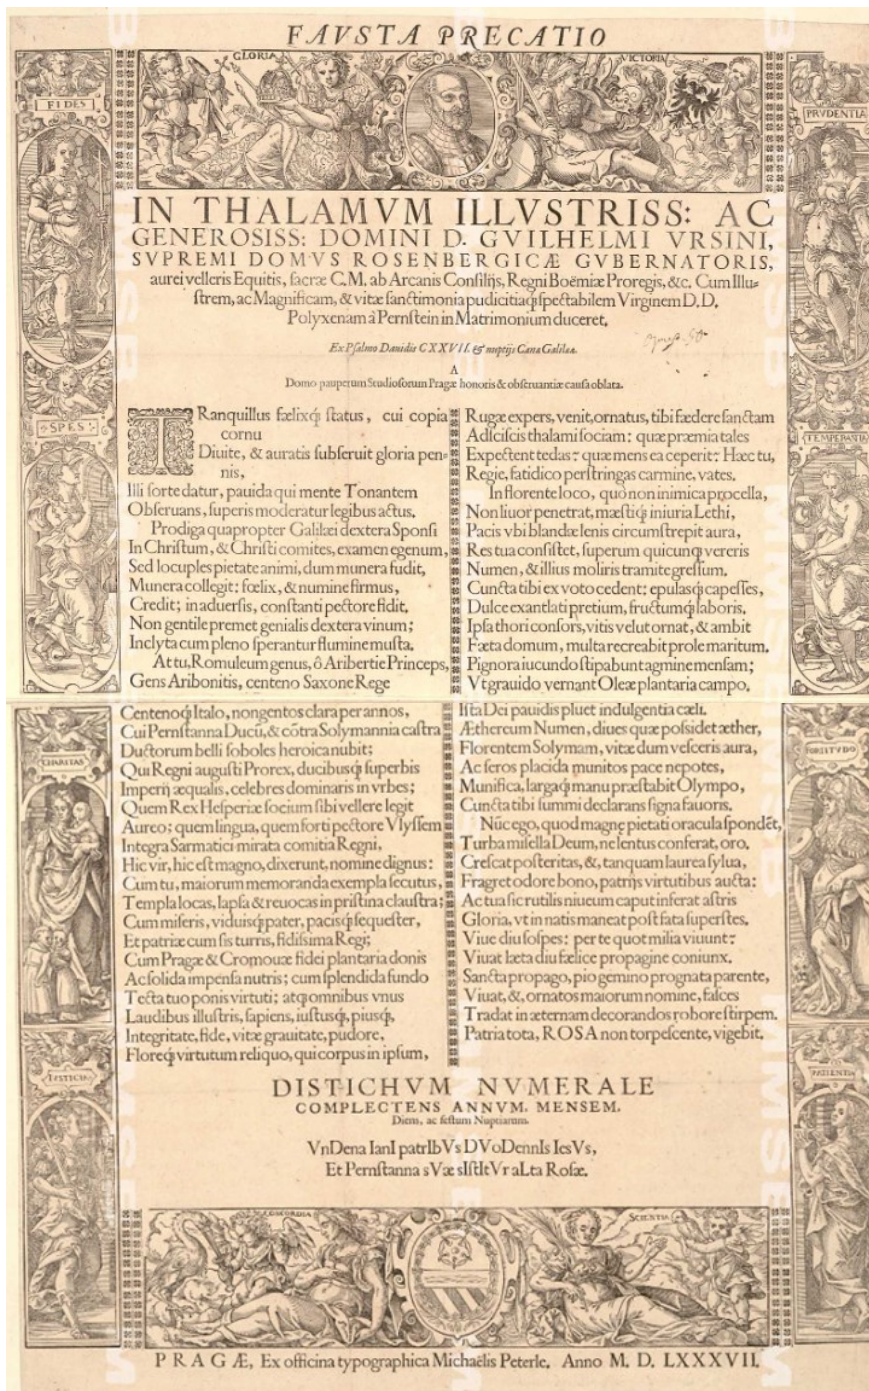 FAVSTA PRECATIO
GLORIA
VICTORIA
FIDES
PRVDENTIA
IN THALAMVM ILLVSTRISS: AC
GENEROSISS: DOMINI D. GVILHELMI VRSINI,
SVPREMI DOMVS ROSENBERGICÆ GVBERNATORIS,
aurei velleris Equitis, sacræ C. M. ab Arcanis Consilijs, Regni Boëmiæ Proregis, &c. Cum Illu-
strem, ac Magnificam, & vitæ sanctimonia pudicitiaq́; spectabilem Virginem D. D.
Polyxenam à Pernstein in Matrimonium duceret.
Ex Psalmo Dauidis CXXVII. & nuptijs Cana Galilææ.
A
Domo pauperum Studiosorum Pragæ honoris & obseruantiæ causa oblata.
SPES
TEMPERANTIA
TRanquillus fælixq́; status, cui copia
cornu
Diuite, & auratis subseruit gloria pen-
nis,
Illi sorte datur, pauida qui mente Tonantem
Obseruans, superis moderatur legibus actus.
Prodiga quapropter Galilæi dextera Sponsi
In Christum, & Christi comites, examen egenum,
Sed locuples pietate animi, dum munera fudit,
Munera collegit: fœlix, & numine firmus,
Credit; in aduersis, constanti pectore fidit.
Non gentile premet genialis dextera vinum;
Inclyta cum pleno sperantur flumine musta.
At tu, Romuleum genus, ô Aribertie Princeps,
Gens Aribonitis, centeno Saxone Rege
Centenoq́; Italo, nongentos clara per annos,
Cui Pernstanna Ducũ, & cõtra Solymannia castra
Ductorum belli soboles heroica nubit;
Qui Regni augusti Prorex, ducibusq́; superbis
Imperij æqualis, celebres dominaris in vrbes;
Quem Rex Hesperiæ socium sibi vellere legit
Aureo; quem lingua, quem forti pectore Vlyssem
Integra Sarmatici mirata comitia Regni,
Hic vir, hic est magno, dixerunt, nomine dignus:
Cum tu, maiorum memoranda exempla secutus,
Templa locas, lapsa & reuocas in pristina claustra;
Cum miseris, viduisq́; pater, pacisq́; sequester,
Et patriæ cum sis turris, fidissima Regi;
Cum Pragæ & Cromouæ fidei plantaria donis
Ac solida impensa nutris; cum splendida fundo
Tecta tuo ponis virtuti; atq́; omnibus vnus
Laudibus illustris, sapiens, iustusq́;, piusq́;,
Integritate, fide, vitæ grauitate, pudore,
Floreq́; virtutum reliquo, qui corpus in ipsum,
Rugæ expers, venit, ornatus, tibi fædere sanctam
Adsciscis thalami sociam: quæ præmia tales
Expectent tedas? quæ mens ea ceperit? Hæc tu,
Regie, fatidico perstringas carmine, vates.
In florente loco, quò non inimica procella,
Non liuor penetrat, mæstiq́; iniuria Lethi,
Pacis vbi blandæ lenis circumstrepit aura,
Res tua consistet, superum quicunq́; vereris
Numen, & illius moliris tramite gressum.
Cuncta tibi ex voto cedent: epulasq́; capesses,
Dulce exantlati pretium, fructumq́; laboris.
Ipsa thori consors, vitis velut ornat, & ambit
Fæta domum, multa recreabit prole maritum.
Pignora iucundo stipabunt agmine mensam;
Vt grauido vernant Oleæ plantaria campo.
Ista Dei pauidis pluet indulgentia cæli.
Æthereum Numen, diues quæ possidet æther,
Florentem Solymam, vitæ dum vesceris aura,
Ac seros placida munitos pace nepotes,
Munifica, largaq́; manu præstabit Olympo,
Cuncta tibi summi declarans signa fauoris.
Nũc ego, quod magnę pietati oracula spondẽt,
Turba misella Deum, ne lentus conferat, oro.
Crescat posteritas, &, tanquam laurea sylua,
Fragret odore bono, patrijs virtutibus aucta:
Ac tua sic rutilis niueum caput inferat astris
Gloria, vt in natis maneat post fata superstes.
Viue diu sospes: per te quot milia viuunt?
Viuat læta diu fælice propagine coniunx.
Sancta propago, pio gemino prognata parente,
Viuat, &, ornatos maiorum nomine, falces
Tradat in æternam decorandos robore stirpem.
Patria tota, ROSA non torpescente, vigebit.
CHARITAS
FORTITVDO
IVSTICIA
PATIENTIA
DISTICHVM NVMERALE
COMPLECTENS ANNVM. MENSEM.
Diem, ac festum Nuptiarum.
VnDena IanI patrIbVs DVoDennIs IesVs,
Et Pernstanna sVæ sIstItVr aLta Rosæ.
CONCORDIA
SCIENTIA
PRAGÆ, Ex officina typographica Michaëlis Peterle. Anno M. D. LXXXVII.